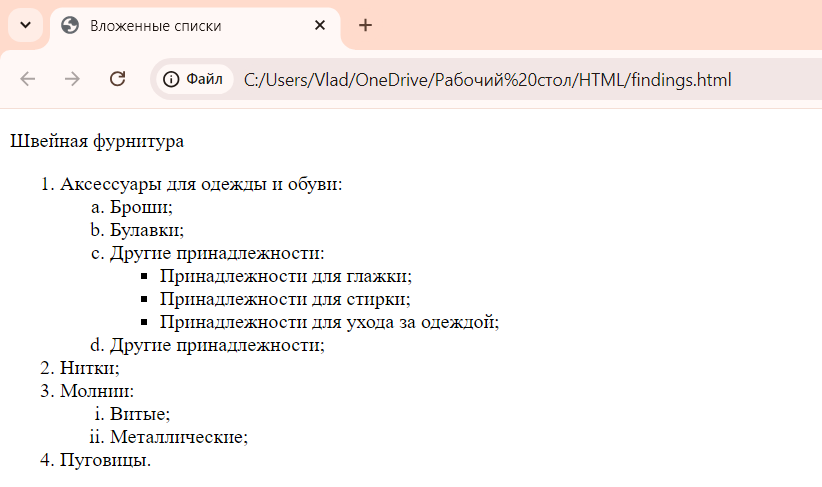 Вложенные списки
Файл C:/Users/Vlad/OneDrive/Рабочий%20стол/HTML/findings.html
Швейная фурнитура
1. Аксессуары для одежды и обуви:
a. Броши;
b. Булавки;
c. Другие принадлежности:
▪ Принадлежности для глажки;
▪ Принадлежности для стирки;
▪ Принадлежности для ухода за одеждой;
d. Другие принадлежности;
2. Нитки;
3. Молнии:
i. Витые;
ii. Металлические;
4. Пуговицы.